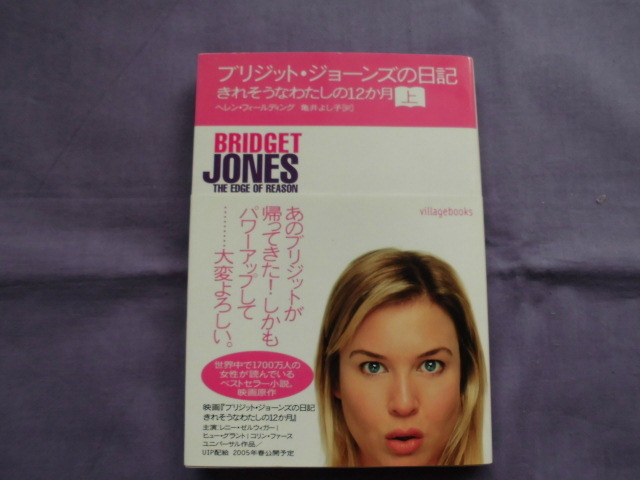 ブリジット・ジョーンズの日記
きれそうなわたしの12か月 上
ヘレン・フィールディング 亀井よし子[訳]
BRIDGET
JONES
THE EDGE OF REASON
villagebooks
あのブリジットが
帰ってきた!しかも
パワーアップして
…………大変よろしい。
世界中で1700万人の
女性が読んでいる
ベストセラー小説。
映画原作
映画『ブリジット・ジョーンズの日記
きれそうなわたしの12か月』
主演:レニー・ゼルウィガー|
ヒュー・グラント|コリン・ファース
ユニバーサル作品/
UIP配給 2005年春公開予定